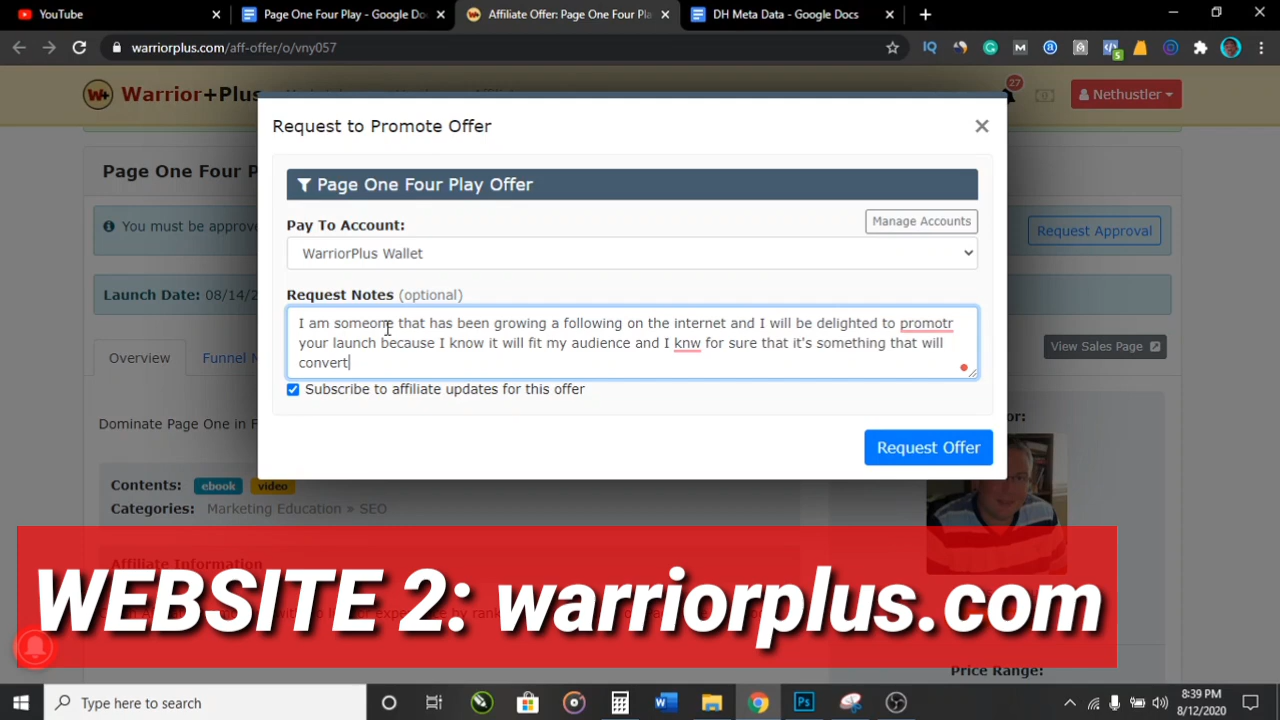 YouTube
Page One Four Play - Google Do
Affiliate Offer: Page One Four Pla
DH Meta Data - Google Docs
warriorplus.com/aff-offer/o/vny057
Warrior+Plus
27
Nethustler
Request to Promote Offer
Page One Four P
Page One Four Play Offer
You must be approve
Request Approval
Pay To Account:
Manage Accounts
WarriorPlus Wallet
Launch Date: 08/14/2
Request Notes (optional)
I am someone that has been growing a following on the internet and I will be delighted to promotr
your launch because I know it will fit my audience and I knw for sure that it's something that will
convert
View Sales Page
Overview
Funnel
Subscribe to affiliate updates for this offer
Dominate Page One in
or:
Request Offer
Contents: ebook video
Categories: Marketing Education » SEO
Affiliate Information
WEBSITE 2: warriorplus.com
Price Range:
Type here to search
8:39 PM
8/12/2020